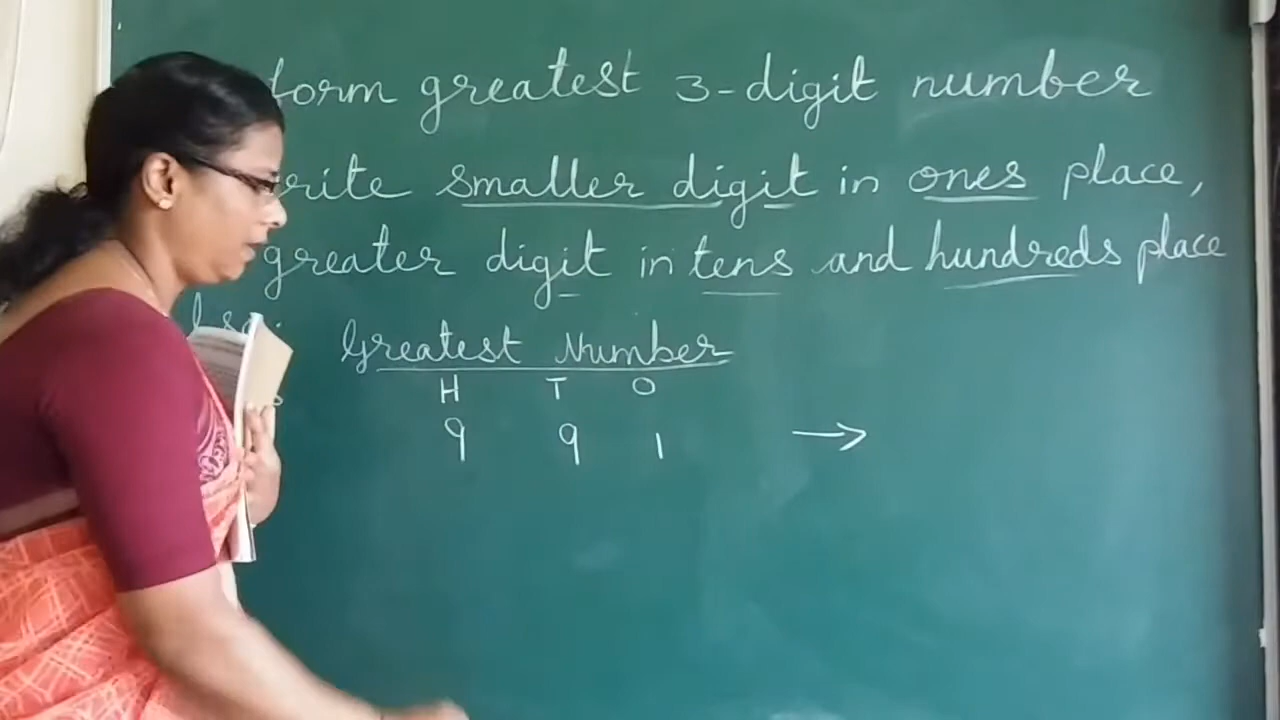 form greatest 3-digit number
write smaller digit in ones place,
greater digit in tens and hundreds place
Greatest Number
H T O
9 9 1 →